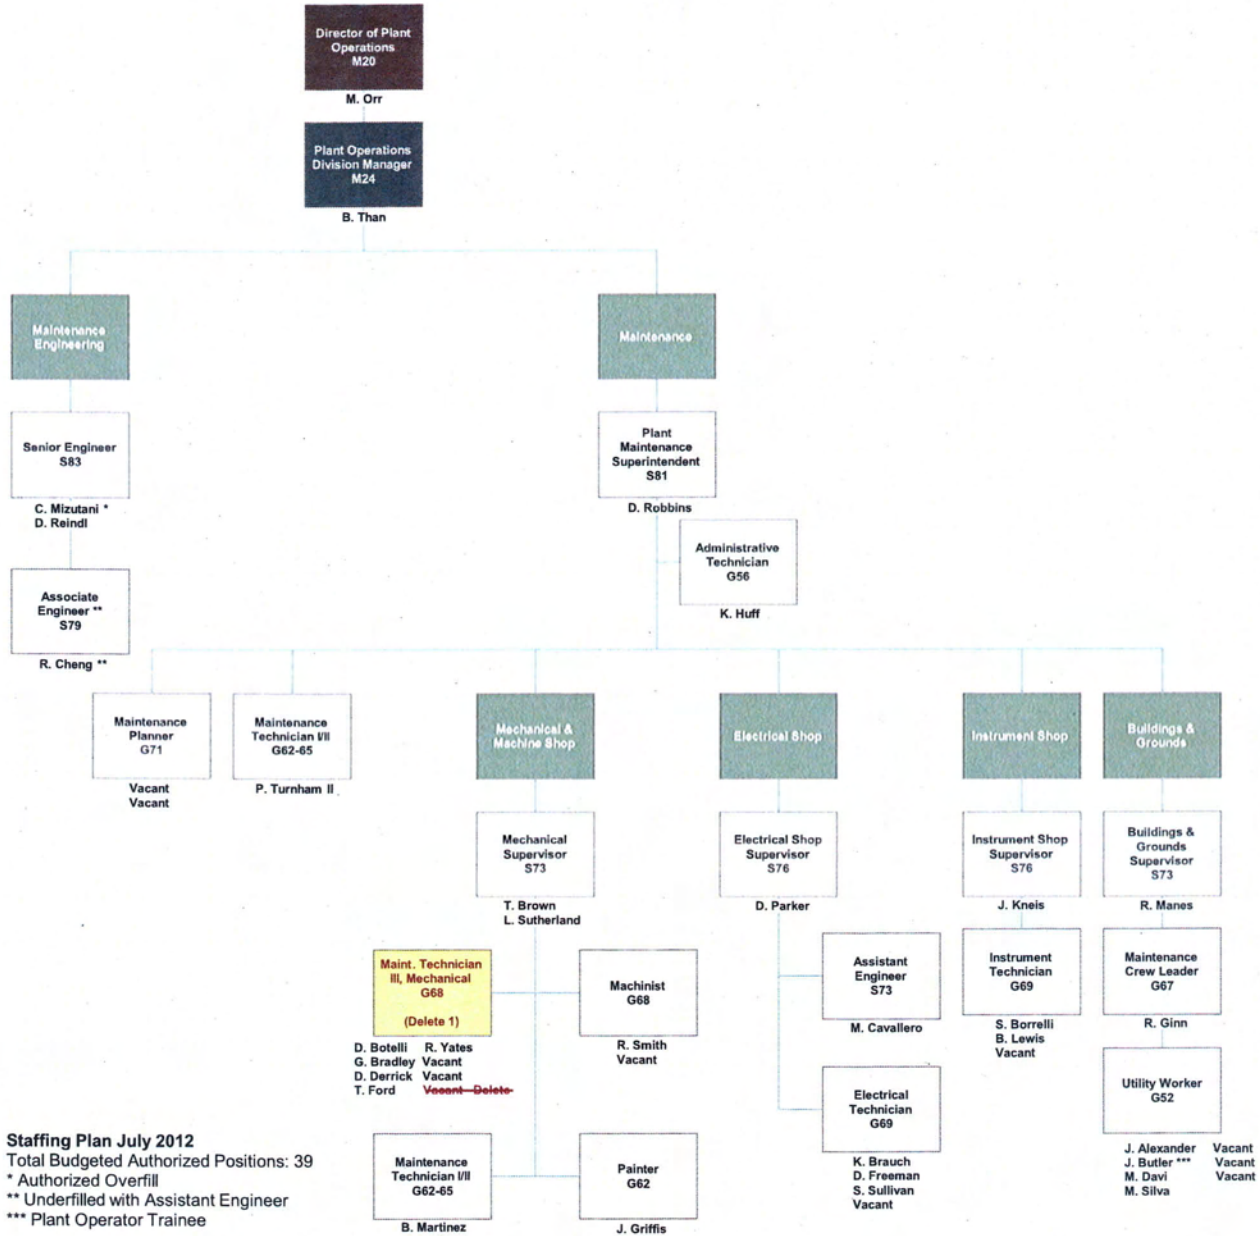 Director of Plant
Operations
M20
M. Orr
Plant Operations
Division Manager
M24
B. Than
Maintenance
Engineering
Maintenance
Senior Engineer
S83
C. Mizutani *
D. Reindl
Plant
Maintenance
Superintendent
S81
D. Robbins
Administrative
Technician
G56
K. Huff
Associate
Engineer **
S79
R. Cheng **
Maintenance
Planner
G71
Vacant
Vacant
Maintenance
Technician I/II
G62-65
P. Turnham II
Mechanical &
Machine Shop
Electrical Shop
Instrument Shop
Buildings &
Grounds
Mechanical
Supervisor
S73
T. Brown
L. Sutherland
Electrical Shop
Supervisor
S76
D. Parker
Instrument Shop
Supervisor
S76
J. Kneis
Buildings &
Grounds
Supervisor
S73
R. Manes
Maint. Technician
III, Mechanical
G68
(Delete 1)
D. Botelli R. Yates
G. Bradley Vacant
D. Derrick Vacant
T. Ford Vacant Delete
Machinist
G68
R. Smith
Vacant
Assistant
Engineer
S73
M. Cavallero
Instrument
Technician
G69
S. Borrelli
B. Lewis
Vacant
Maintenance
Crew Leader
G67
R. Ginn
Electrical
Technician
G69
K. Brauch
D. Freeman
S. Sullivan
Vacant
Utility Worker
G52
J. Alexander Vacant
J. Butler *** Vacant
M. Davi Vacant
M. Silva
Maintenance
Technician I/II
G62-65
B. Martinez
Painter
G62
J. Griffis
Staffing Plan July 2012
Total Budgeted Authorized Positions: 39
* Authorized Overfill
** Underfilled with Assistant Engineer
*** Plant Operator Trainee